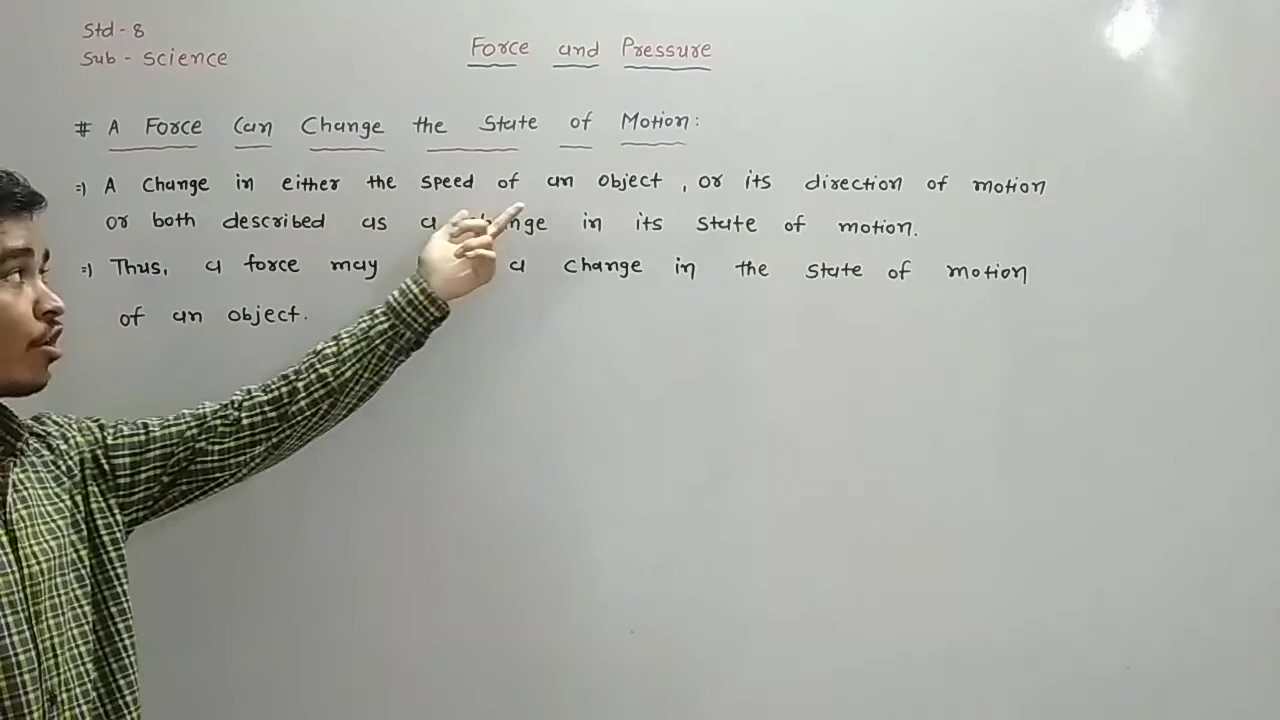 Std - 8
Sub - Science
Force and Pressure
# A Force Can Change the State of Motion:
=) A Change in either the speed of an object, or its direction of motion
or both described as a change in its state of motion.
=) Thus, a force may a change in the state of motion
of an object.